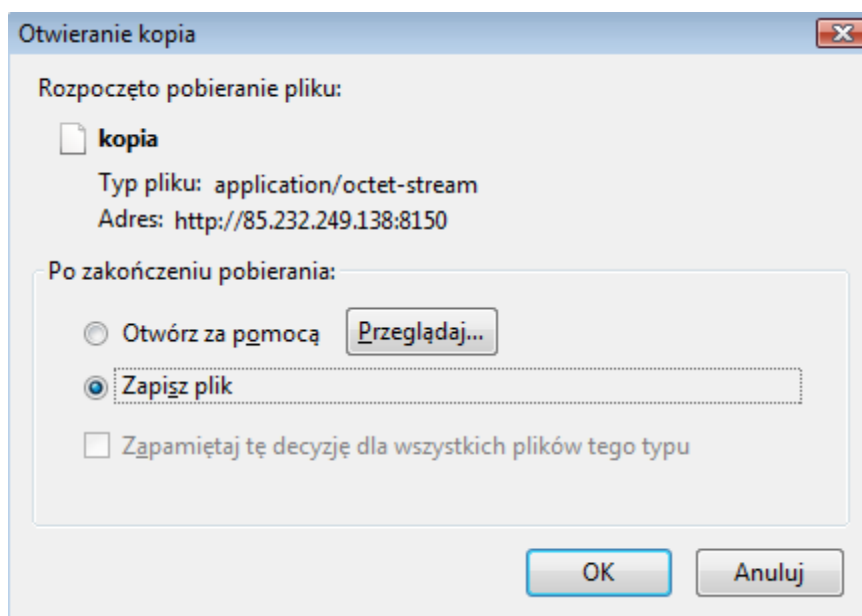 Otwieranie kopia
Rozpoczęto pobieranie pliku:
kopia
Typ pliku: application/octet-stream
Adres: http://85.232.249.138:8150
Po zakończeniu pobierania:
Otwórz za pomocą Przeglądaj...
Zapisz plik
Zapamiętaj tę decyzję dla wszystkich plików tego typu
OK Anuluj